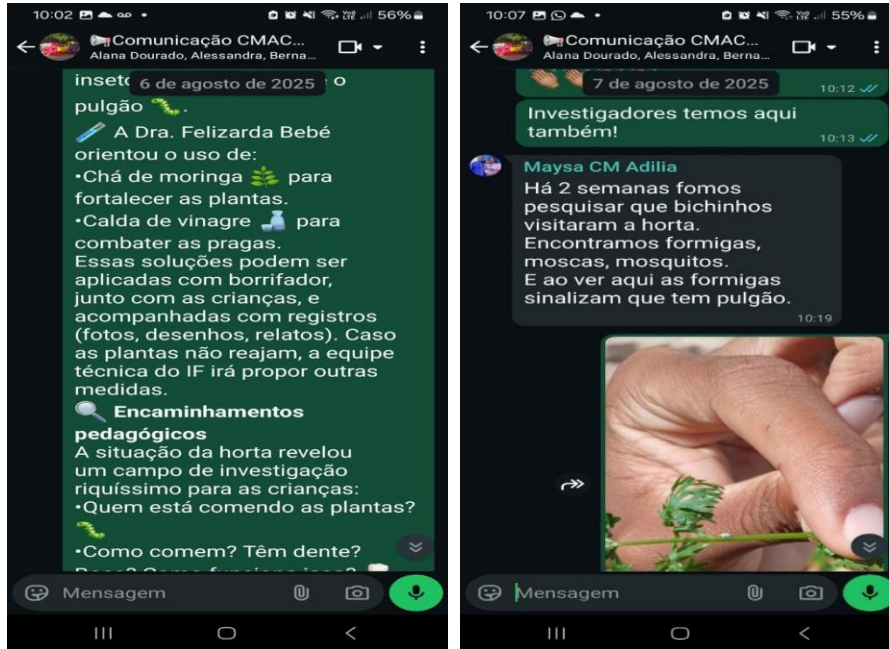 10:02
56%
Comunicação CMAC...
Alana Dourado, Alessandra, Berna...
6 de agosto de 2025
o
pulgão 🐛.
🧪 A Dra. Felizarda Bebé
orientou o uso de:
•Chá de moringa 🌿 para
fortalecer as plantas.
•Calda de vinagre 🍶 para
combater as pragas.
Essas soluções podem ser
aplicadas com borrifador,
junto com as crianças, e
acompanhadas com registros
(fotos, desenhos, relatos). Caso
as plantas não reajam, a equipe
técnica do IF irá propor outras
medidas.
🔍 Encaminhamentos
pedagógicos
A situação da horta revelou
um campo de investigação
riquíssimo para as crianças:
•Quem está comendo as plantas?
🐛
•Como comem? Têm dente?
Mensagem
10:07
55%
Comunicação CMAC...
Alana Dourado, Alessandra, Berna...
7 de agosto de 2025
10:12
Investigadores temos aqui
também!
10:13
Maysa CM Adilia
Há 2 semanas fomos
pesquisar que bichinhos
visitaram a horta.
Encontramos formigas,
moscas, mosquitos.
E ao ver aqui as formigas
sinalizam que tem pulgão.
10:19
Mensagem